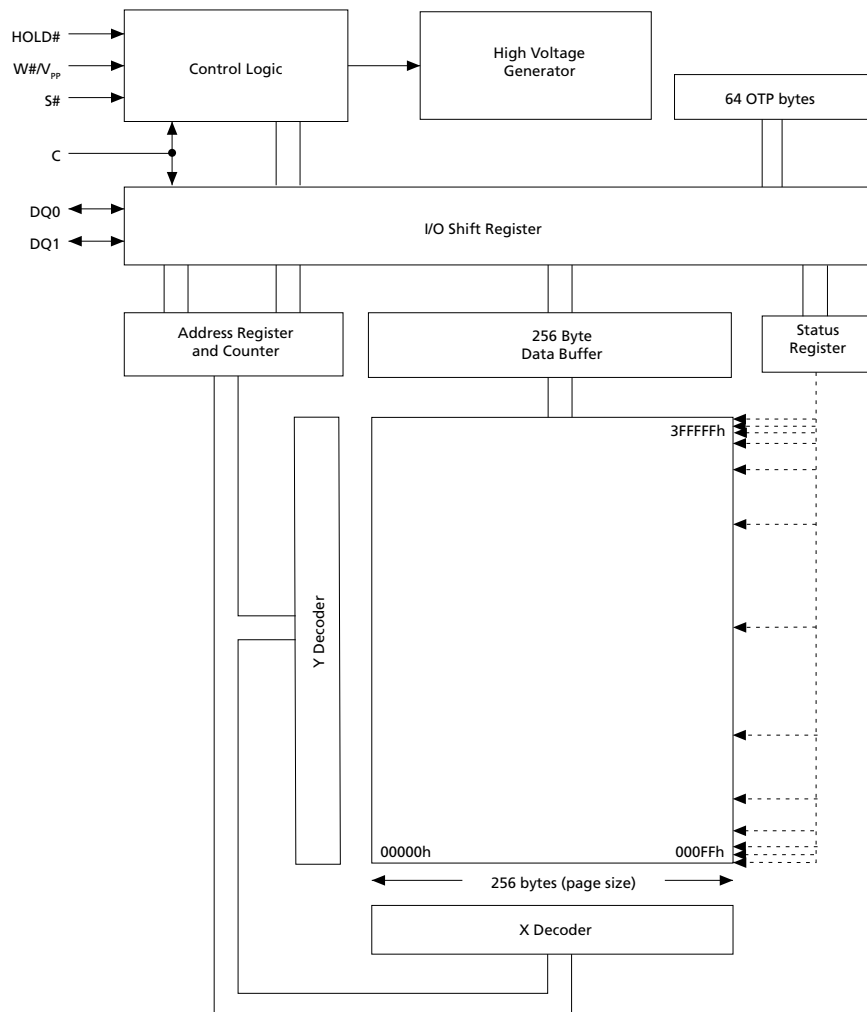 HOLD#
W#/VPP
S#
C
DQ0
DQ1
Control Logic
High Voltage
Generator
64 OTP bytes
I/O Shift Register
Address Register
and Counter
256 Byte
Data Buffer
Status
Register
Y Decoder
3FFFFFh
00000h
000FFh
256 bytes (page size)
X Decoder